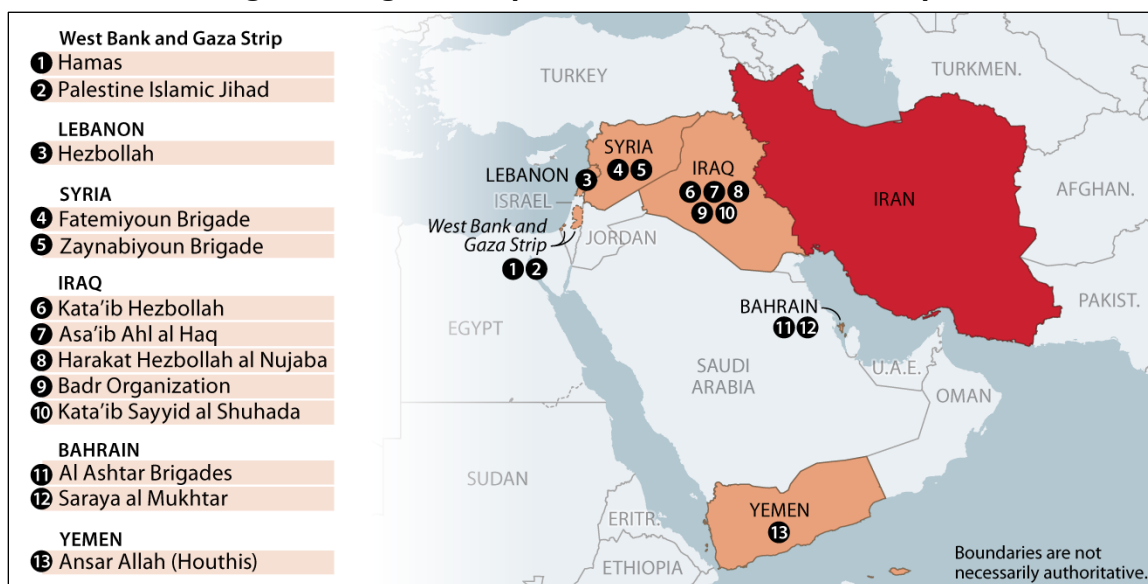 West Bank and Gaza Strip
1 Hamas
2 Palestine Islamic Jihad
LEBANON
3 Hezbollah
SYRIA
4 Fatemiyoun Brigade
5 Zaynabiyoun Brigade
IRAQ
6 Kata'ib Hezbollah
7 Asa'ib Ahl al Haq
8 Harakat Hezbollah al Nujaba
9 Badr Organization
10 Kata'ib Sayyid al Shuhada
BAHRAIN
11 Al Ashtar Brigades
12 Saraya al Mukhtar
YEMEN
13 Ansar Allah (Houthis)
TURKEY
TURKMEN.
SYRIA
4 5
LEBANON 3
IRAQ
6 7 8
9 10
IRAN
AFGHAN.
ISRAEL
West Bank and
Gaza Strip
1 2
JORDAN
PAKIST.
EGYPT
BAHRAIN
11 12
SAUDI
ARABIA
U.A.E.
OMAN
SUDAN
YEMEN
13
ERITR.
ETHIOPIA
Boundaries are not
necessarily authoritative.